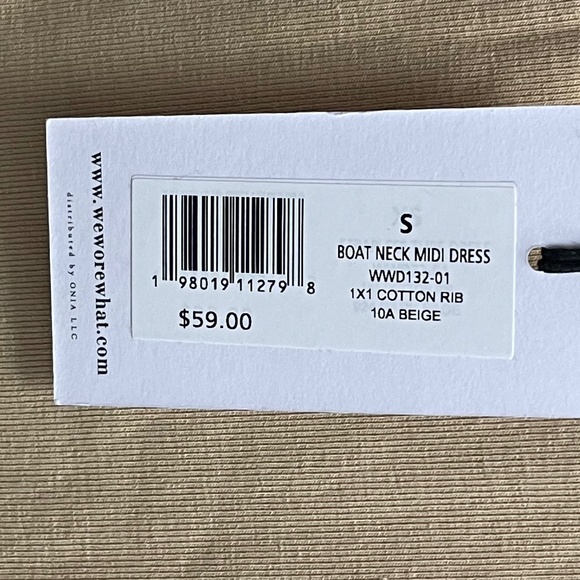 www.weworewhat.com
distributed by ONIA LLC
S
BOAT NECK MIDI DRESS
WWD132-01
1X1 COTTON RIB
10A BEIGE
1 98019 11279 8
$59.00